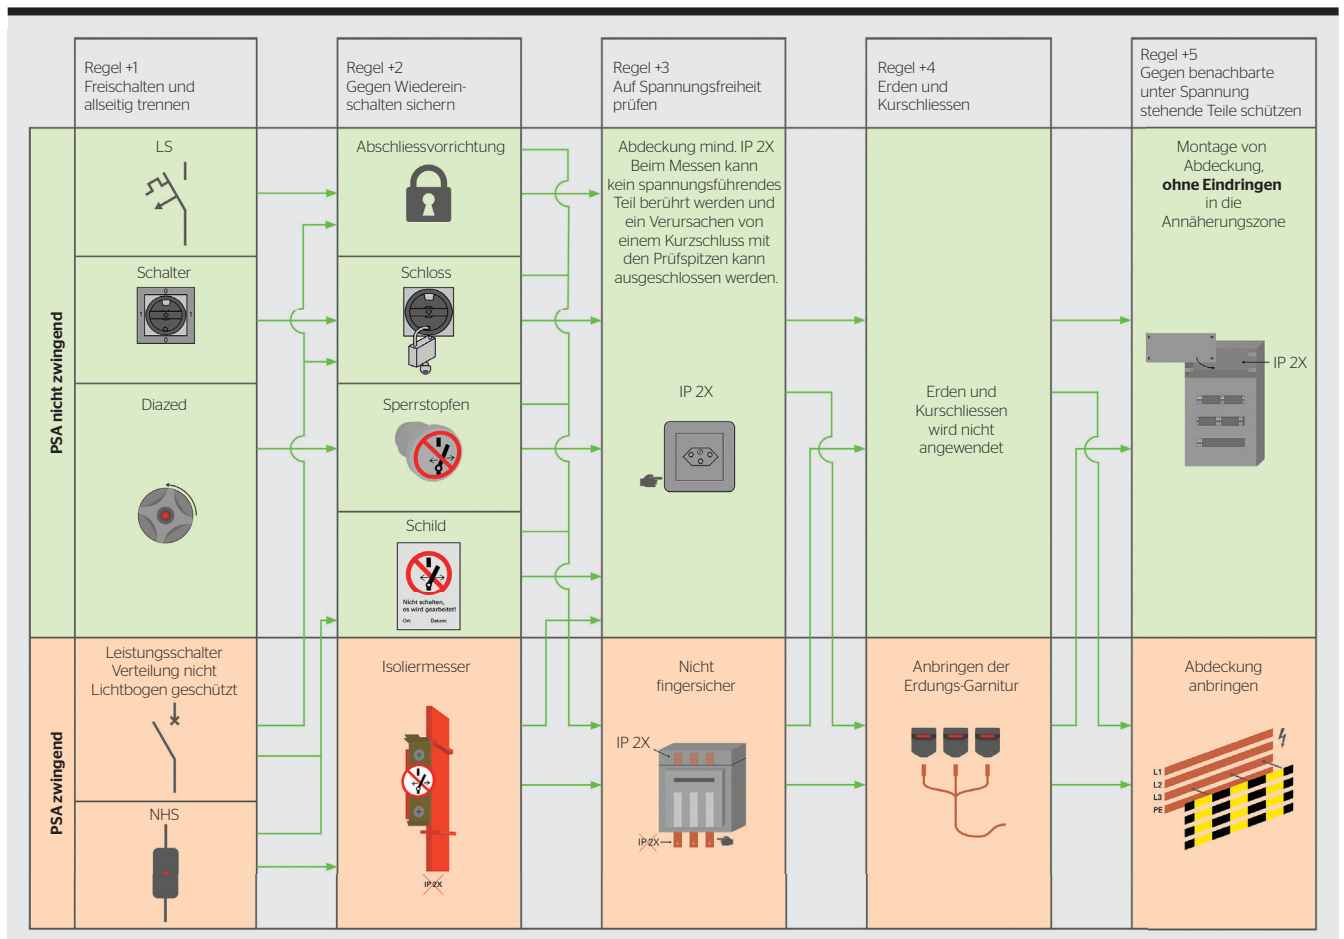 Regel +1
Freischalten und
allseitig trennen
Regel +2
Gegen Wiederein-
schalten sichern
Regel +3
Auf Spannungsfreiheit
prüfen
Regel +4
Erden und
Kurschliessen
Regel +5
Gegen benachbarte
unter Spannung
stehende Teile schützen
PSA nicht zwingend
LS
Schalter
0
1
1
0
Diazed
Abschliessvorrichtung
Schloss
Sperrstopfen
Schild
Nicht schalten,
es wird gearbeitet!
Ort:
Datum:
Abdeckung mind. IP 2X
Beim Messen kann
kein spannungsführendes
Teil berührt werden und
ein Verursachen von
einem Kurzschluss mit
den Prüfspitzen kann
ausgeschlossen werden.
IP 2X
Erden und
Kurschliessen
wird nicht
angewendet
Montage von
Abdeckung,
ohne Eindringen
in die
Annäherungszone
IP 2X
PSA zwingend
Leistungsschalter
Verteilung nicht
Lichtbogen geschützt
NHS
Isoliermesser
IP 2X
Nicht
fingersicher
IP 2X
IP 2X
Anbringen der
Erdungs-Garnitur
Abdeckung
anbringen
L1
L2
L3
PE